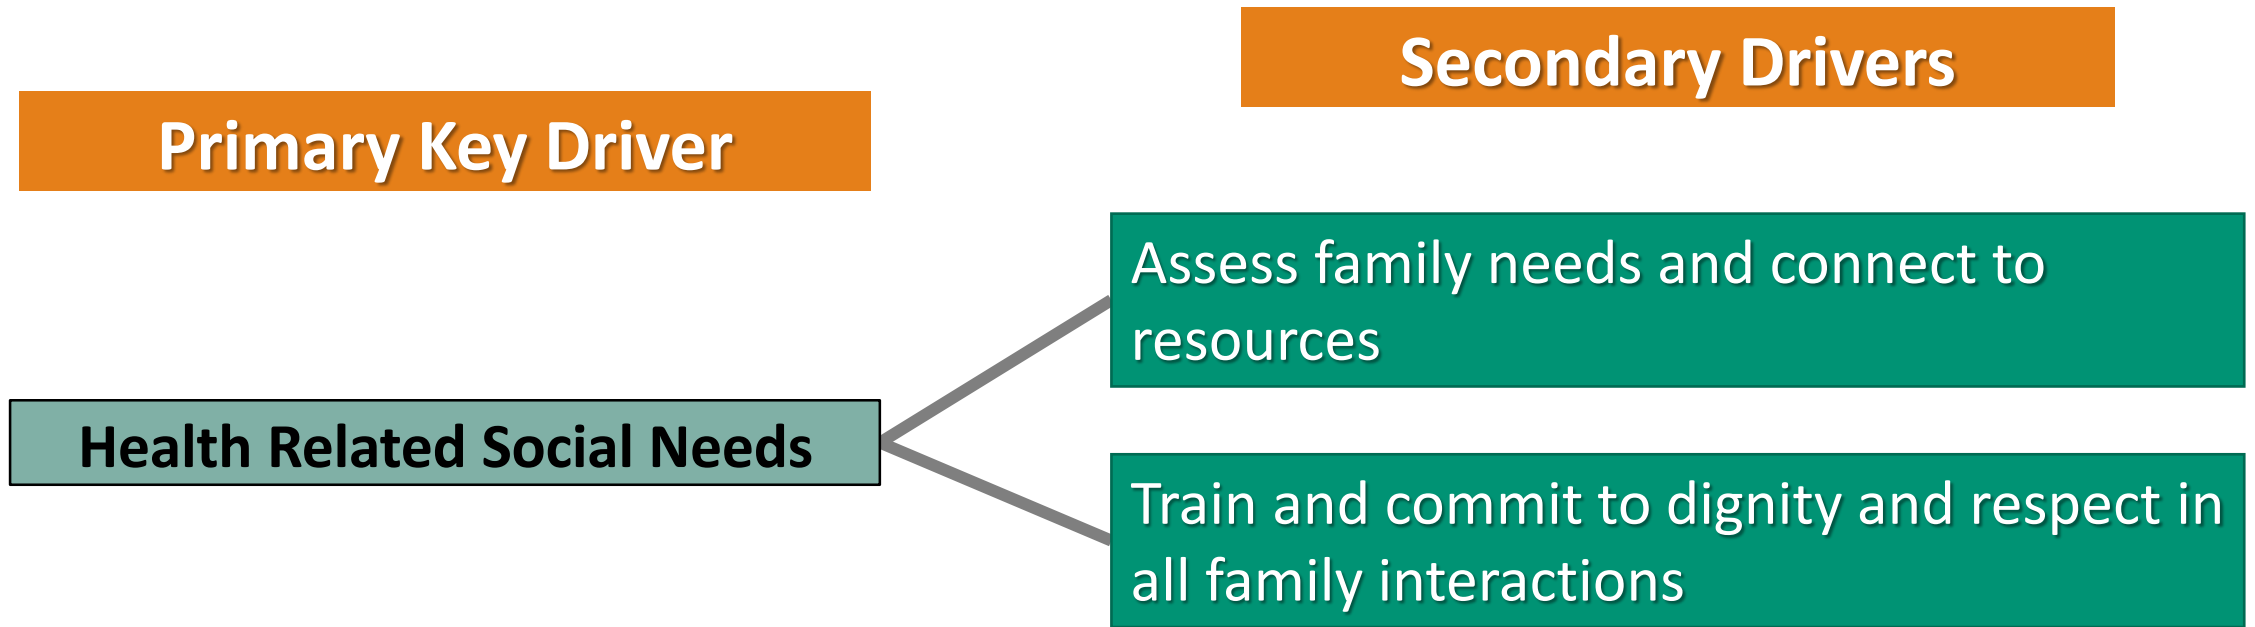 Secondary Drivers
Primary Key Driver
Assess family needs and connect to
resources
Health Related Social Needs
Train and commit to dignity and respect in
all family interactions